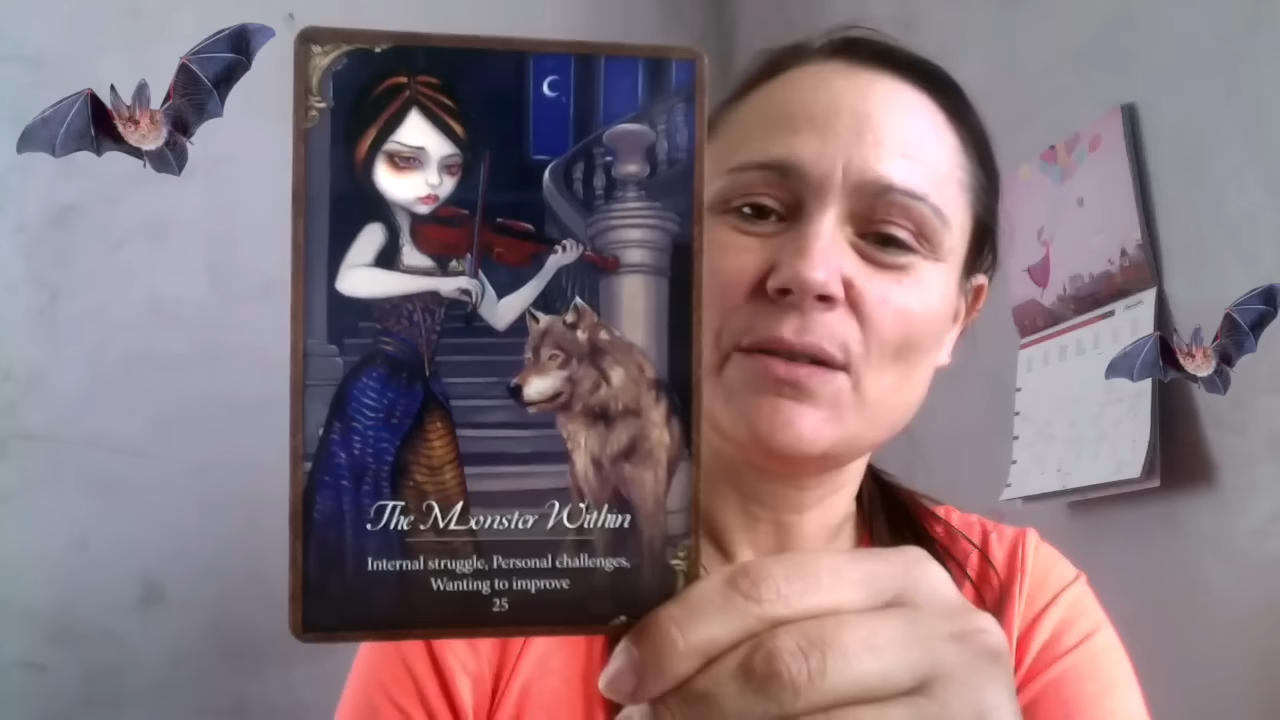 The Monster Within
Internal struggle, Personal challenges,
Wanting to improve
25